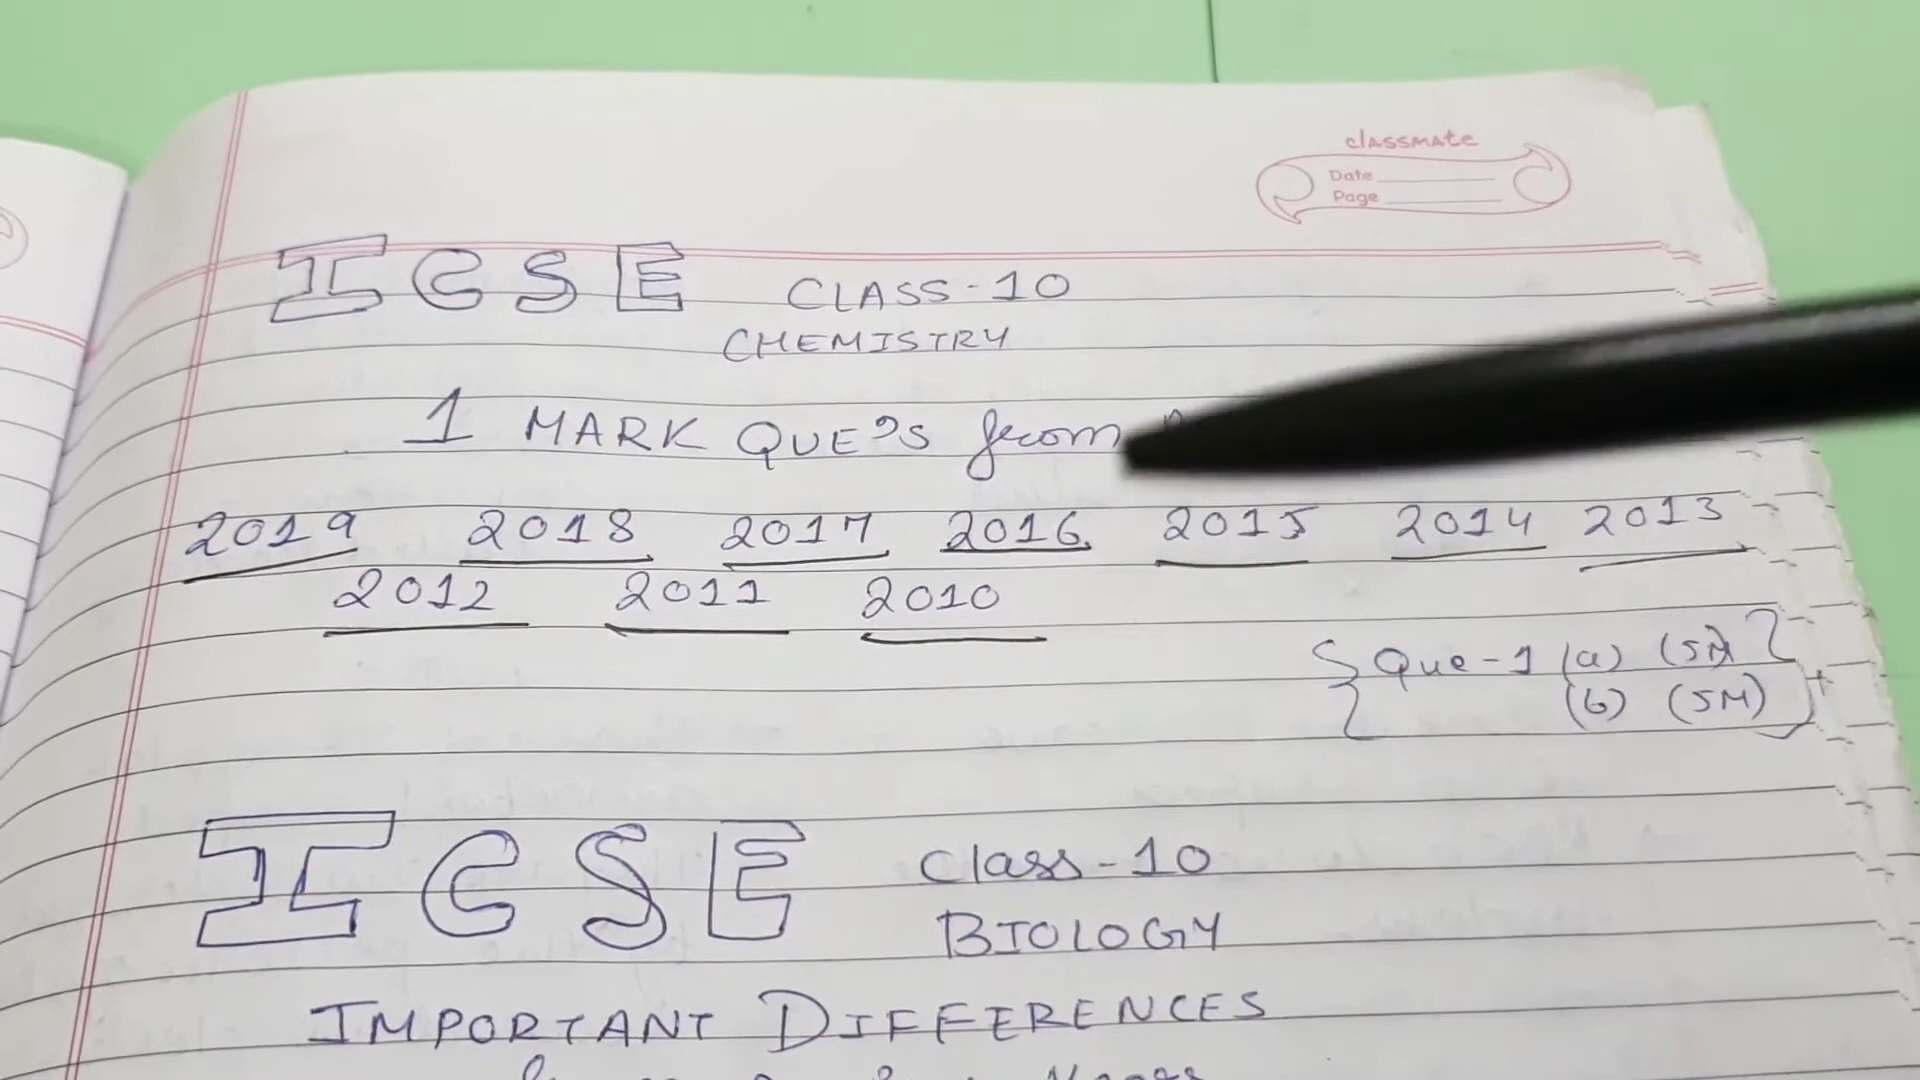 classmate
Date
Page
ICSE CLASS-10
CHEMISTRY
1 MARK QUE'S from
2019 2018 2017 2016 2015 2014 2013
2012 2011 2010
{Que-1 (a) (5M)}
(b) (5M)
ICSE Class-10
BIOLOGY
IMPORTANT DIFFERENCES